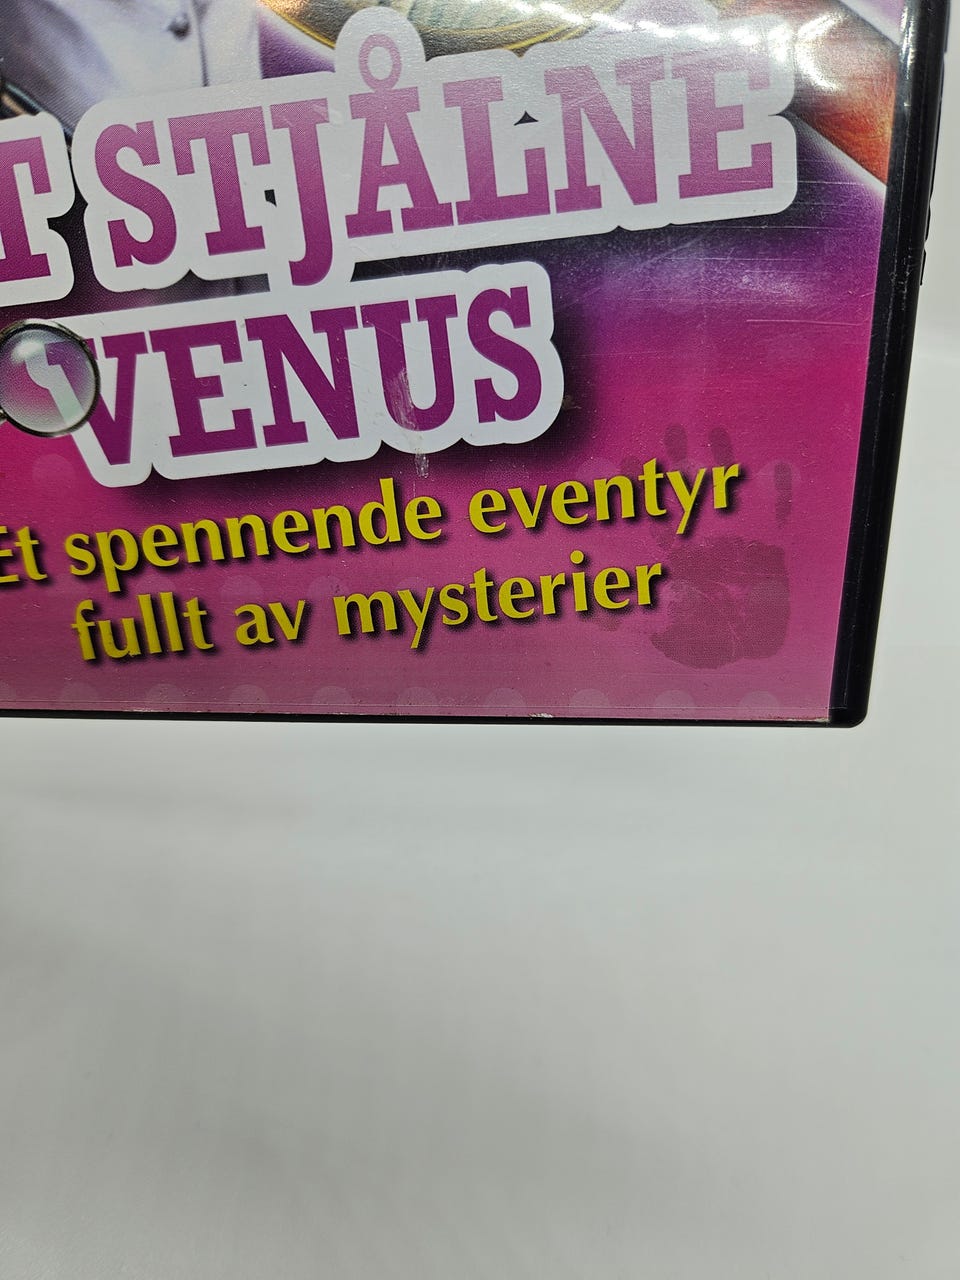 STJÅLNE
VENUS
Et spennende eventyr
fullt av mysterier